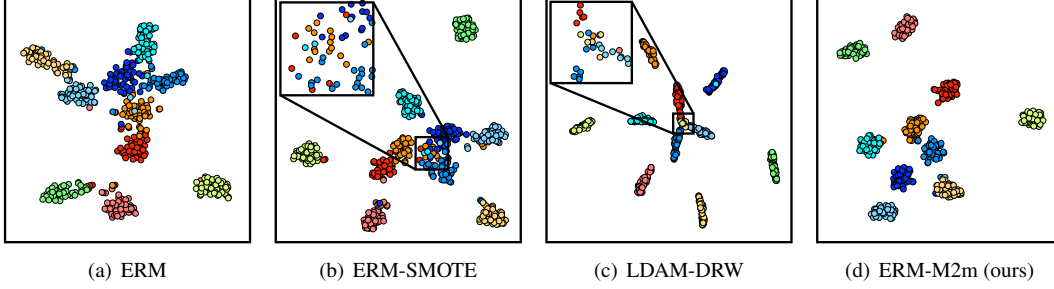 (a) ERM
(b) ERM-SMOTE
(c) LDAM-DRW
(d) ERM-M2m (ours)